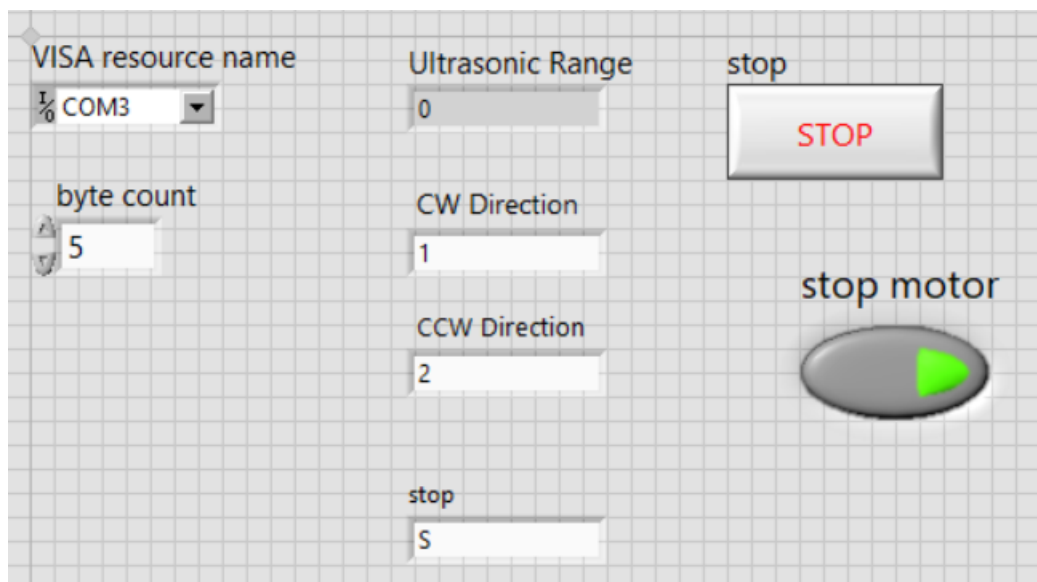 VISA resource name
I/O COM3
byte count
5
Ultrasonic Range
0
CW Direction
1
CCW Direction
2
stop
S
stop
STOP
stop motor